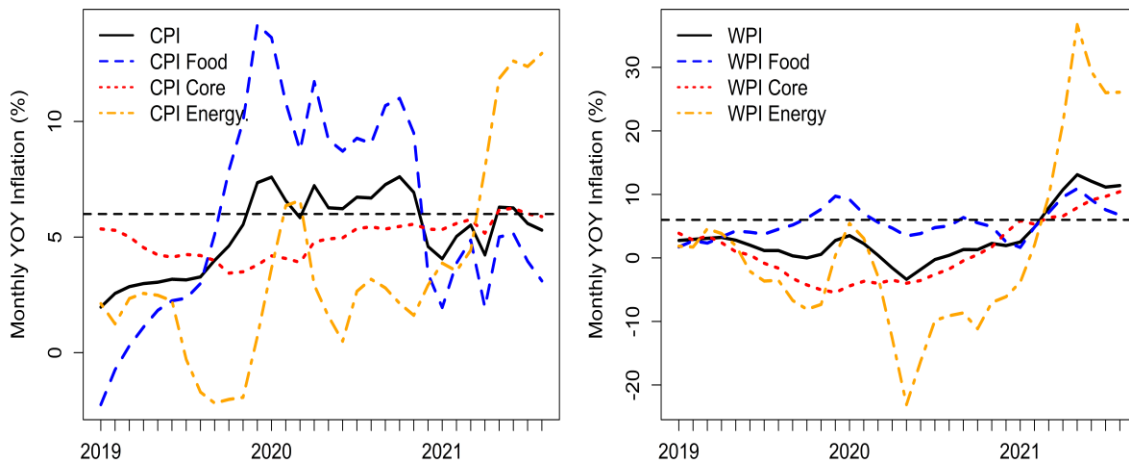 CPI
CPI Food
CPI Core
CPI Energy
Monthly YOY Inflation (%)
10
5
0
2019 2020 2021
WPI
WPI Food
WPI Core
WPI Energy
Monthly YOY Inflation (%)
30
20
10
0
-10
-20
2019 2020 2021